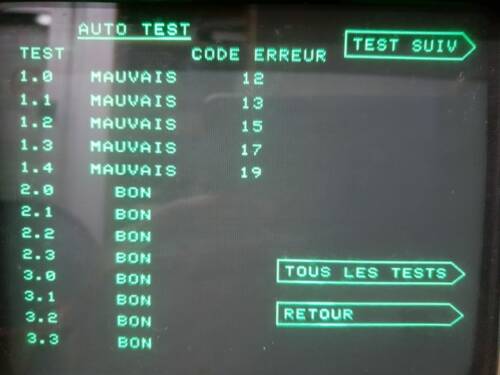 AUTO TEST
TEST SUIV
TEST CODE ERREUR
1.0 MAUVAIS 12
1.1 MAUVAIS 13
1.2 MAUVAIS 15
1.3 MAUVAIS 17
1.4 MAUVAIS 19
2.0 BON
2.1 BON
2.2 BON
2.3 BON
3.0 BON
3.1 BON
3.2 BON
3.3 BON
TOUS LES TESTS
RETOUR